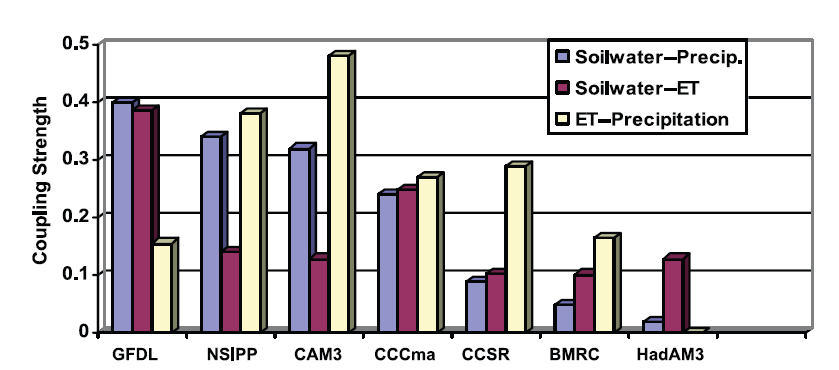 0.5
0.4
0.3
0.2
0.1
0
Coupling Strength
Soilwater–Precip.
Soilwater–ET
ET–Precipitation
GFDL NSIPP CAM3 CCCma CCSR BMRC HadAM3